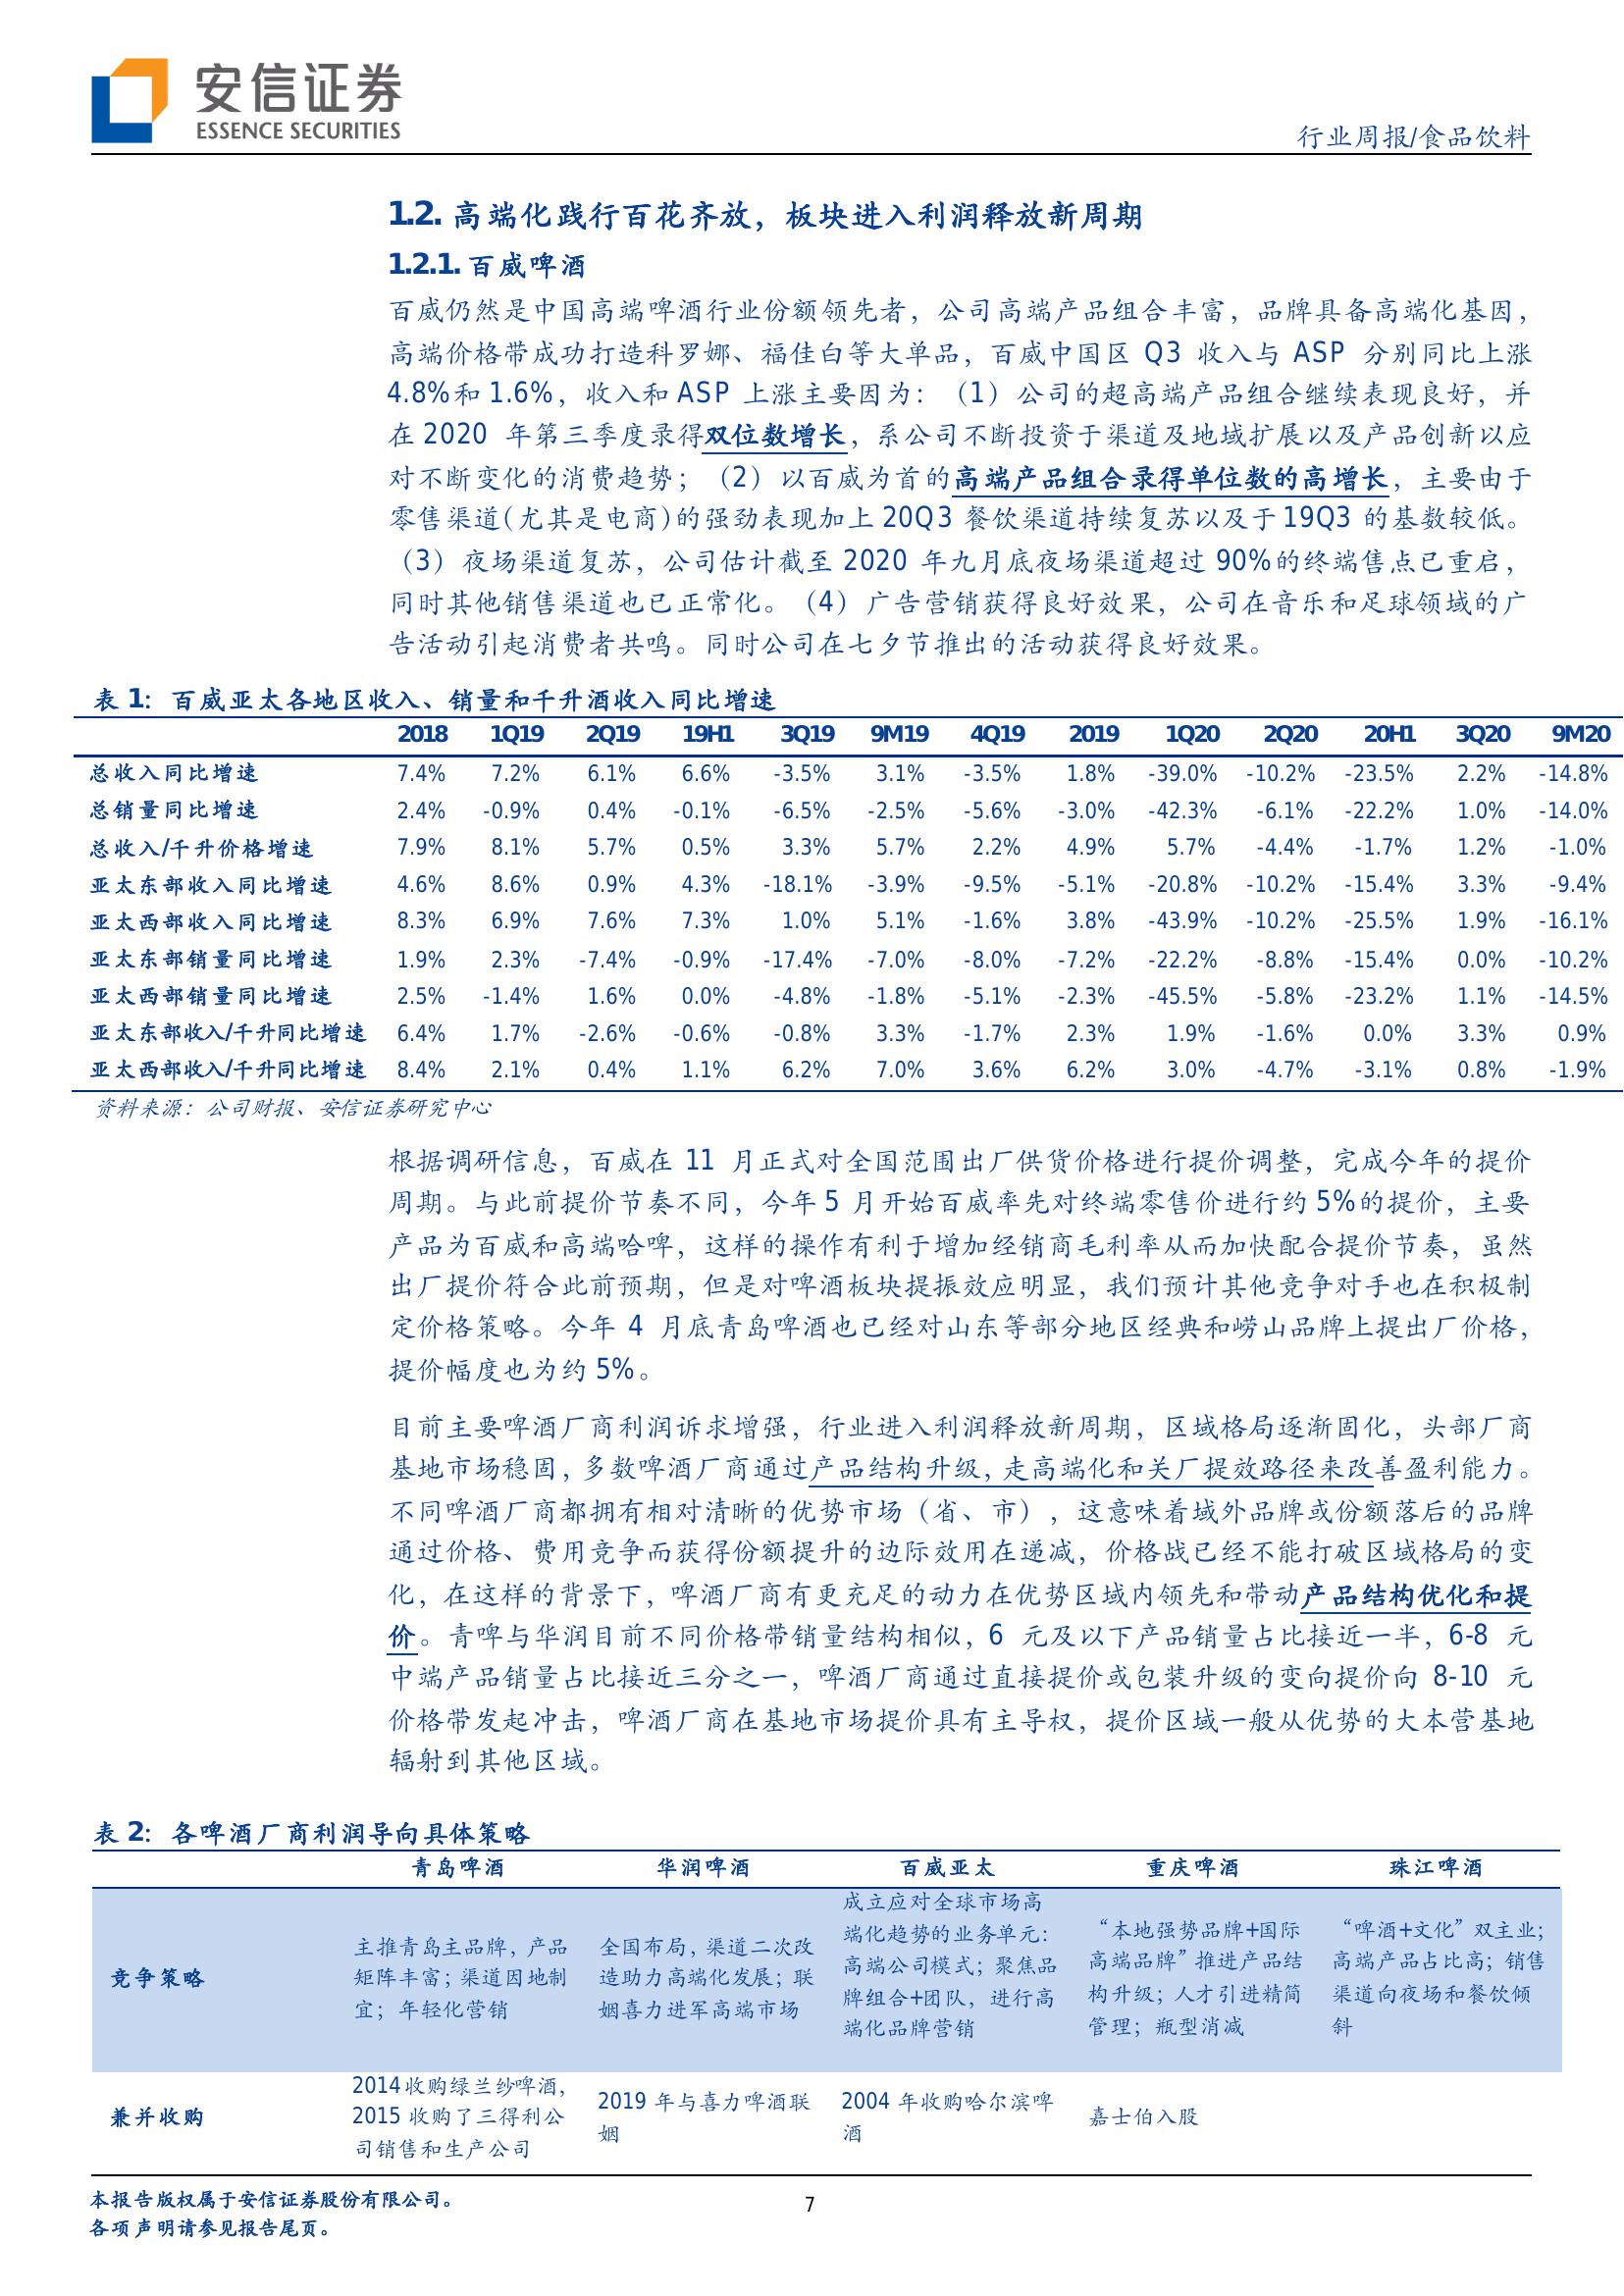 安信证券
ESSENCE SECURITIES
行业周报/食品饮料
1.2. 高端化践行百花齐放，板块进入利润释放新周期
1.2.1. 百威啤酒
百威仍然是中国高端啤酒行业份额领先者，公司高端产品组合丰富，品牌具备高端化基因，
高端价格带成功打造科罗娜、福佳白等大单品，百威中国区 Q3 收入与 ASP 分别同比上涨
4.8%和 1.6%，收入和 ASP 上涨主要因为：（1）公司的超高端产品组合继续表现良好，并
在 2020 年第三季度录得双位数增长，系公司不断投资于渠道及地域扩展以及产品创新以应
对不断变化的消费趋势；（2）以百威为首的高端产品组合录得单位数的高增长，主要由于
零售渠道(尤其是电商)的强劲表现加上 20Q3 餐饮渠道持续复苏以及于 19Q3 的基数较低。
（3）夜场渠道复苏，公司估计截至 2020 年九月底夜场渠道超过 90%的终端售点已重启，
同时其他销售渠道也已正常化。（4）广告营销获得良好效果，公司在音乐和足球领域的广
告活动引起消费者共鸣。同时公司在七夕节推出的活动获得良好效果。
表 1：百威亚太各地区收入、销量和千升酒收入同比增速
2018 1Q19 2Q19 19H1 3Q19 9M19 4Q19 2019 1Q20 2Q20 20H1 3Q20 9M20
总收入同比增速 7.4% 7.2% 6.1% 6.6% -3.5% 3.1% -3.5% 1.8% -39.0% -10.2% -23.5% 2.2% -14.8%
总销量同比增速 2.4% -0.9% 0.4% -0.1% -6.5% -2.5% -5.6% -3.0% -42.3% -6.1% -22.2% 1.0% -14.0%
总收入/千升价格增速 7.9% 8.1% 5.7% 0.5% 3.3% 5.7% 2.2% 4.9% 5.7% -4.4% -1.7% 1.2% -1.0%
亚太东部收入同比增速 4.6% 8.6% 0.9% 4.3% -18.1% -3.9% -9.5% -5.1% -20.8% -10.2% -15.4% 3.3% -9.4%
亚太西部收入同比增速 8.3% 6.9% 7.6% 7.3% 1.0% 5.1% -1.6% 3.8% -43.9% -10.2% -25.5% 1.9% -16.1%
亚太东部销量同比增速 1.9% 2.3% -7.4% -0.9% -17.4% -7.0% -8.0% -7.2% -22.2% -8.8% -15.4% 0.0% -10.2%
亚太西部销量同比增速 2.5% -1.4% 1.6% 0.0% -4.8% -1.8% -5.1% -2.3% -45.5% -5.8% -23.2% 1.1% -14.5%
亚太东部收入/千升同比增速 6.4% 1.7% -2.6% -0.6% -0.8% 3.3% -1.7% 2.3% 1.9% -1.6% 0.0% 3.3% 0.9%
亚太西部收入/千升同比增速 8.4% 2.1% 0.4% 1.1% 6.2% 7.0% 3.6% 6.2% 3.0% -4.7% -3.1% 0.8% -1.9%
资料来源：公司财报、安信证券研究中心
根据调研信息，百威在 11 月正式对全国范围出厂供货价格进行提价调整，完成今年的提价
周期。与此前提价节奏不同，今年 5 月开始百威率先对终端零售价进行约 5%的提价，主要
产品为百威和高端哈啤，这样的操作有利于增加经销商毛利率从而加快配合提价节奏，虽然
出厂提价符合此前预期，但是对啤酒板块提振效应明显，我们预计其他竞争对手也在积极制
定价格策略。今年 4 月底青岛啤酒也已经对山东等部分地区经典和崂山品牌上提出厂价格，
提价幅度也为约 5%。
目前主要啤酒厂商利润诉求增强，行业进入利润释放新周期，区域格局逐渐固化，头部厂商
基地市场稳固，多数啤酒厂商通过产品结构升级，走高端化和关厂提效路径来改善盈利能力。
不同啤酒厂商都拥有相对清晰的优势市场（省、市），这意味着域外品牌或份额落后的品牌
通过价格、费用竞争而获得份额提升的边际效用在递减，价格战已经不能打破区域格局的变
化，在这样的背景下，啤酒厂商有更充足的动力在优势区域内领先和带动产品结构优化和提
价。青啤与华润目前不同价格带销量结构相似，6 元及以下产品销量占比接近一半，6-8 元
中端产品销量占比接近三分之一，啤酒厂商通过直接提价或包装升级的变向提价向 8-10 元
价格带发起冲击，啤酒厂商在基地市场提价具有主导权，提价区域一般从优势的大本营基地
辐射到其他区域。
表 2：各啤酒厂商利润导向具体策略
青岛啤酒 华润啤酒 百威亚太 重庆啤酒 珠江啤酒
竞争策略
主推青岛主品牌，产品
矩阵丰富；渠道因地制
宜；年轻化营销
全国布局，渠道二次改
造助力高端化发展；联
姻喜力进军高端市场
成立应对全球市场高
端化趋势的业务单元：
高端公司模式；聚焦品
牌组合+团队，进行高
端化品牌营销
“本地强势品牌+国际
高端品牌”推进产品结
构升级；人才引进精简
管理；瓶型消减
“啤酒+文化”双主业；
高端产品占比高；销售
渠道向夜场和餐饮倾
斜
兼并收购
2014收购绿兰纱啤酒，
2015 收购了三得利公
司销售和生产公司
2019 年与喜力啤酒联
姻
2004 年收购哈尔滨啤
酒
嘉士伯入股
本报告版权属于安信证券股份有限公司。
各项声明请参见报告尾页。
7